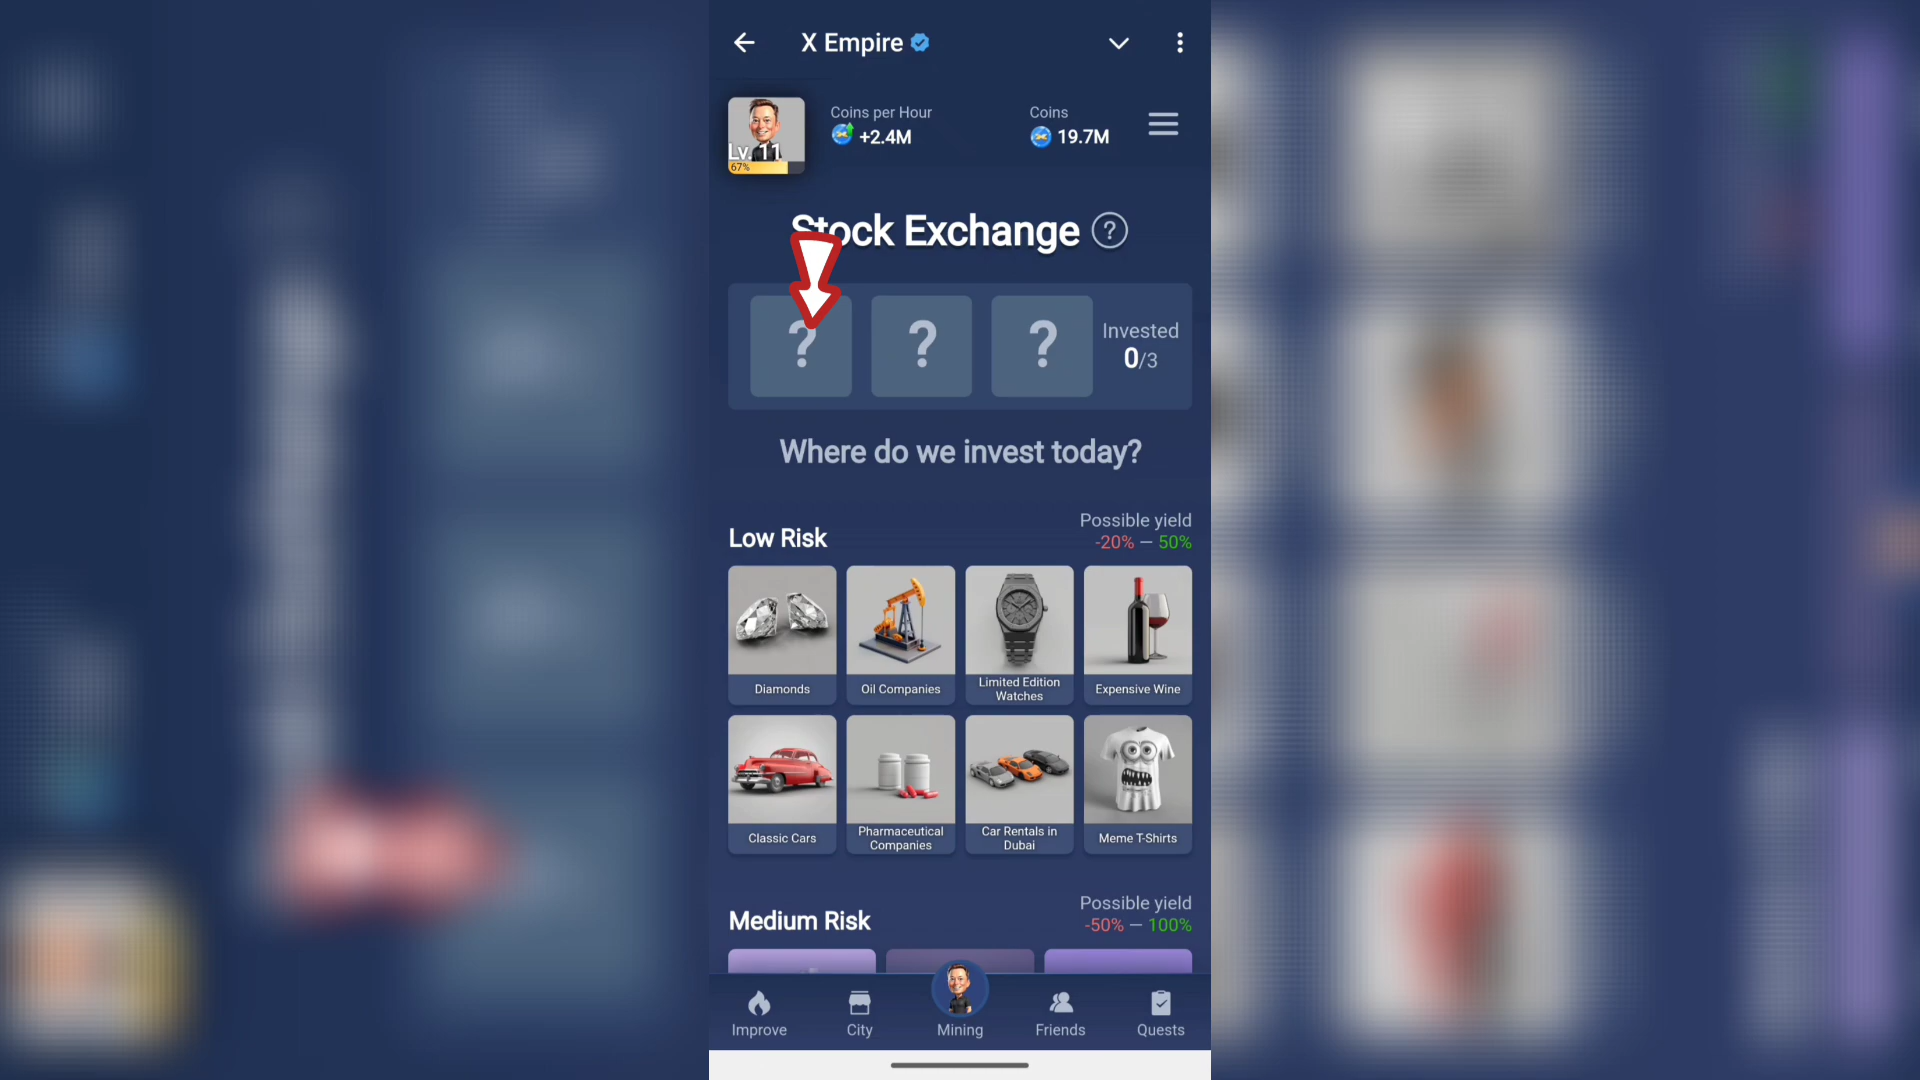 X Empire
Coins per Hour
+2.4M
Coins
19.7M
Lv. 11
67%
Stock Exchange ?
? ? ?
Invested
0/3
Where do we invest today?
Low Risk
Possible yield
-20% — 50%
Diamonds
Oil Companies
Limited Edition
Watches
Expensive Wine
Classic Cars
Pharmaceutical
Companies
Car Rentals in
Dubai
Meme T-Shirts
Medium Risk
Possible yield
-50% — 100%
Improve
City
Mining
Friends
Quests